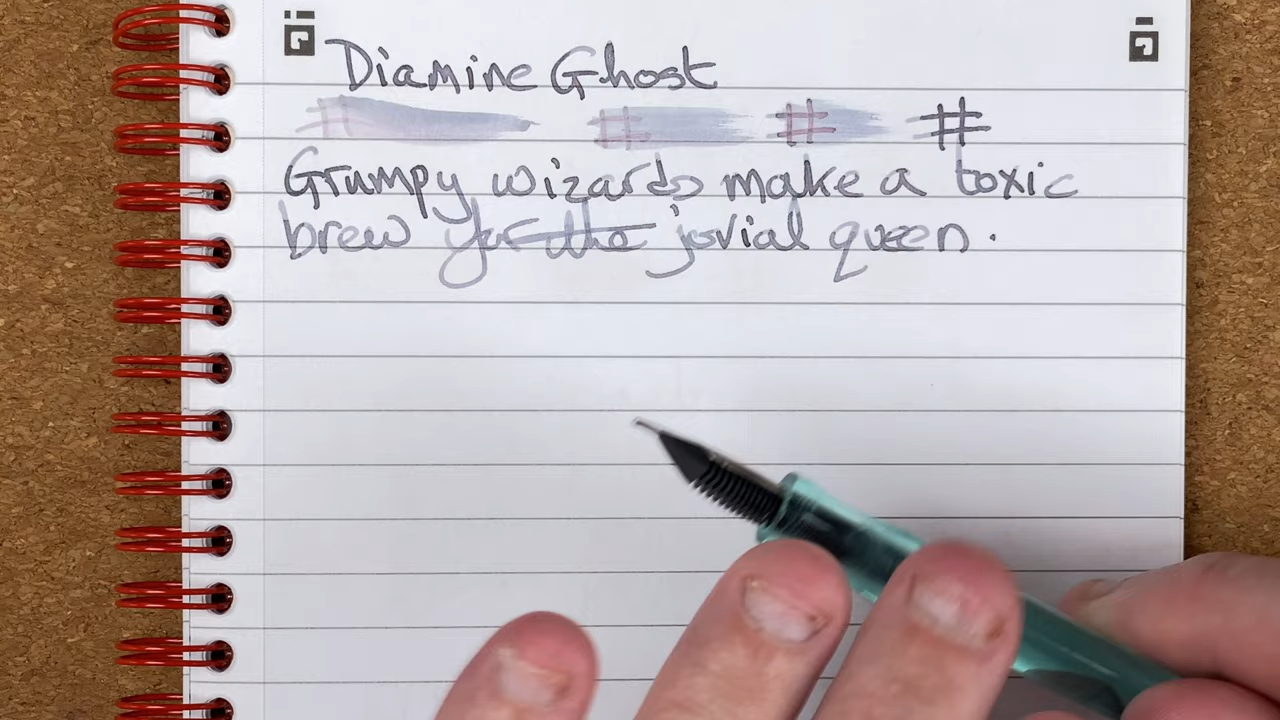 Diamine Ghost
# # # #
Grumpy wizards make a toxic
brew for the jovial queen.